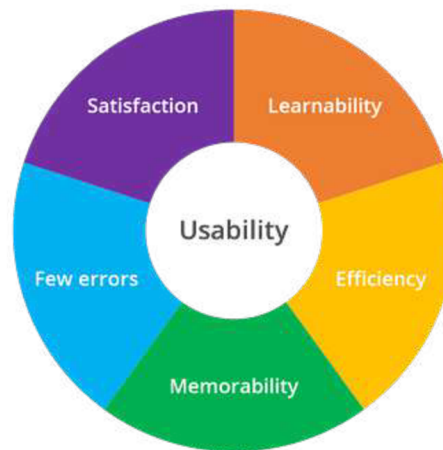 Satisfaction
Learnability
Usability
Few errors
Efficiency
Memorability